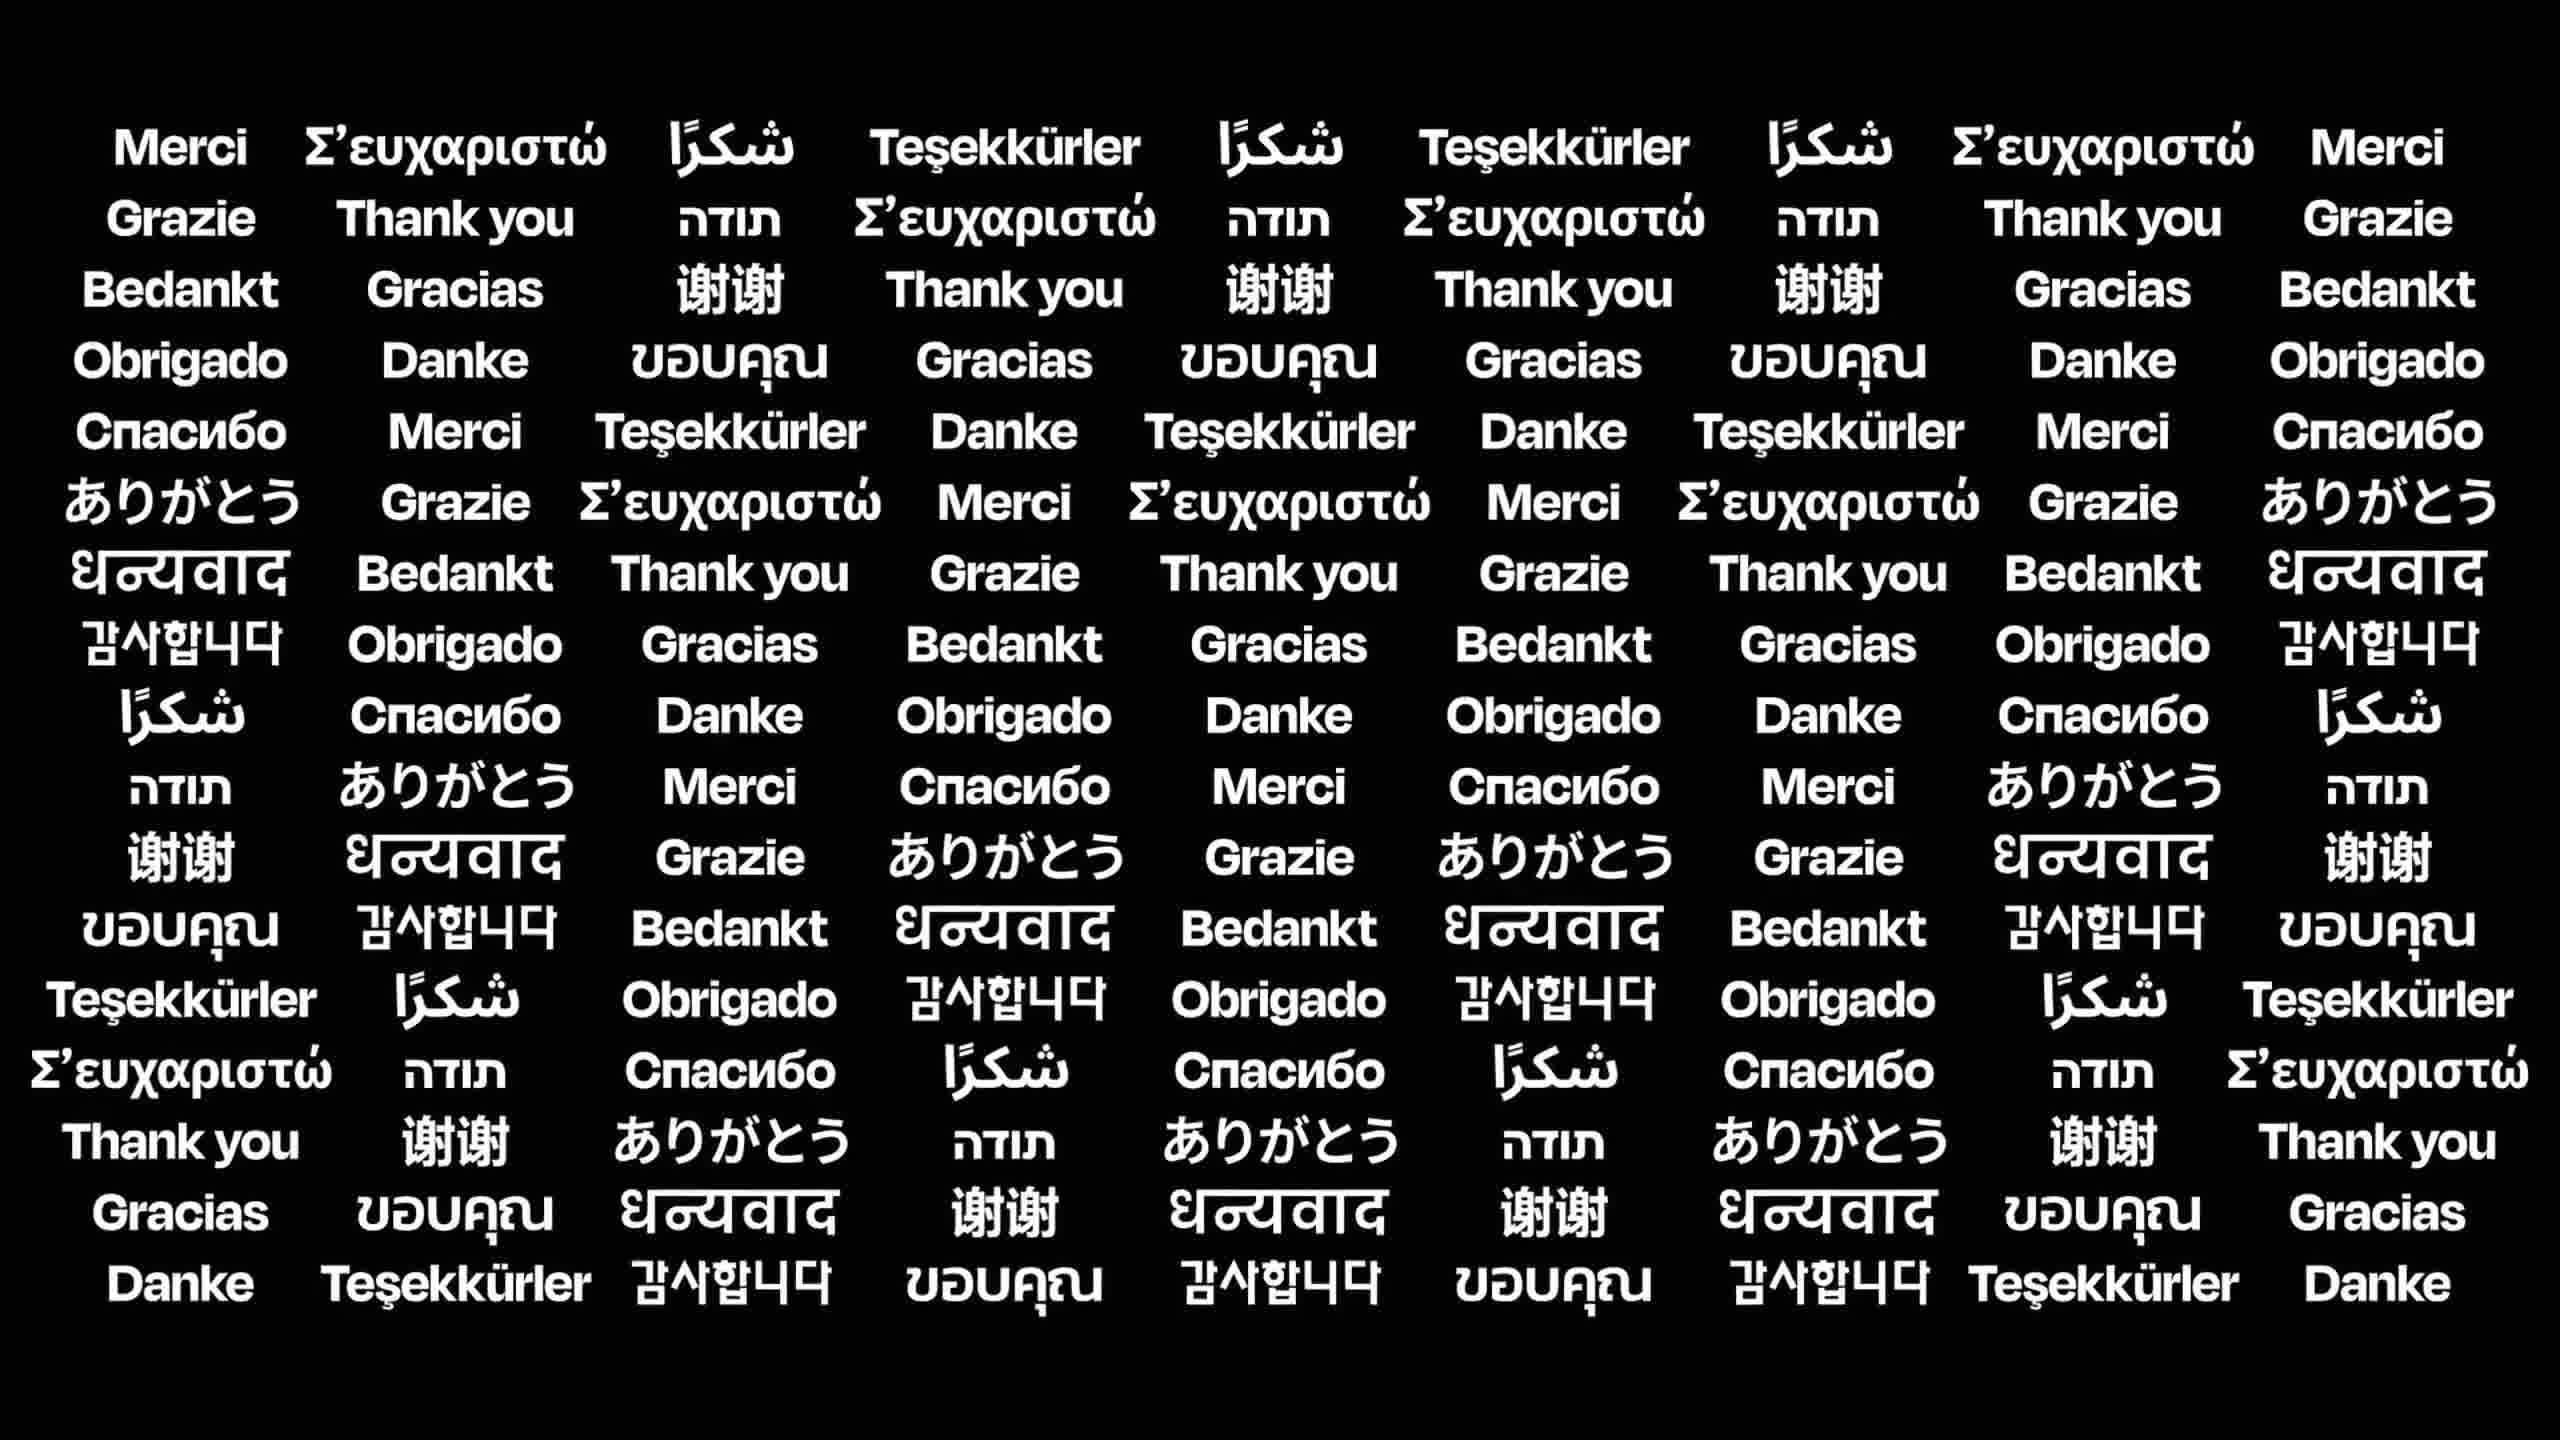 Merci Σ’ευχαριστώ شكرًا Teşekkürler شكرًا Teşekkürler شكرًا Σ’ευχαριστώ Merci
Grazie Thank you תודה Σ’ευχαριστώ תודה Σ’ευχαριστώ תודה Thank you Grazie
Bedankt Gracias 谢谢 Thank you 谢谢 Thank you 谢谢 Gracias Bedankt
Obrigado Danke ขอบคุณ Gracias ขอบคุณ Gracias ขอบคุณ Danke Obrigado
Спасибо Merci Teşekkürler Danke Teşekkürler Danke Teşekkürler Merci Спасибо
ありがとう Grazie Σ’ευχαριστώ Merci Σ’ευχαριστώ Merci Σ’ευχαριστώ Grazie ありがとう
धन्यवाद Bedankt Thank you Grazie Thank you Grazie Thank you Bedankt धन्यवाद
감사합니다 Obrigado Gracias Bedankt Gracias Bedankt Gracias Obrigado 감사합니다
شكرًا Спасибо Danke Obrigado Danke Obrigado Danke Спасибо شكرًا
תודה ありがとう Merci Спасибо Merci Спасибо Merci ありがとう תודה
谢谢 धन्यवाद Grazie ありがとう Grazie ありがとう Grazie धन्यवाद 谢谢
ขอบคุณ 감사합니다 Bedankt धन्यवाद Bedankt धन्यवाद Bedankt 감사합니다 ขอบคุณ
Teşekkürler شكرًا Obrigado 감사합니다 Obrigado 감사합니다 Obrigado شكرًا Teşekkürler
Σ’ευχαριστώ תודה Спасибо شكرًا Спасибо شكرًا Спасибо תודה Σ’ευχαριστώ
Thank you 谢谢 ありがとう תודה ありがとう תודה ありがとう 谢谢 Thank you
Gracias ขอบคุณ धन्यवाद 谢谢 धन्यवाद 谢谢 धन्यवाद ขอบคุณ Gracias
Danke Teşekkürler 감사합니다 ขอบคุณ 감사합니다 ขอบคุณ 감사합니다 Teşekkürler Danke